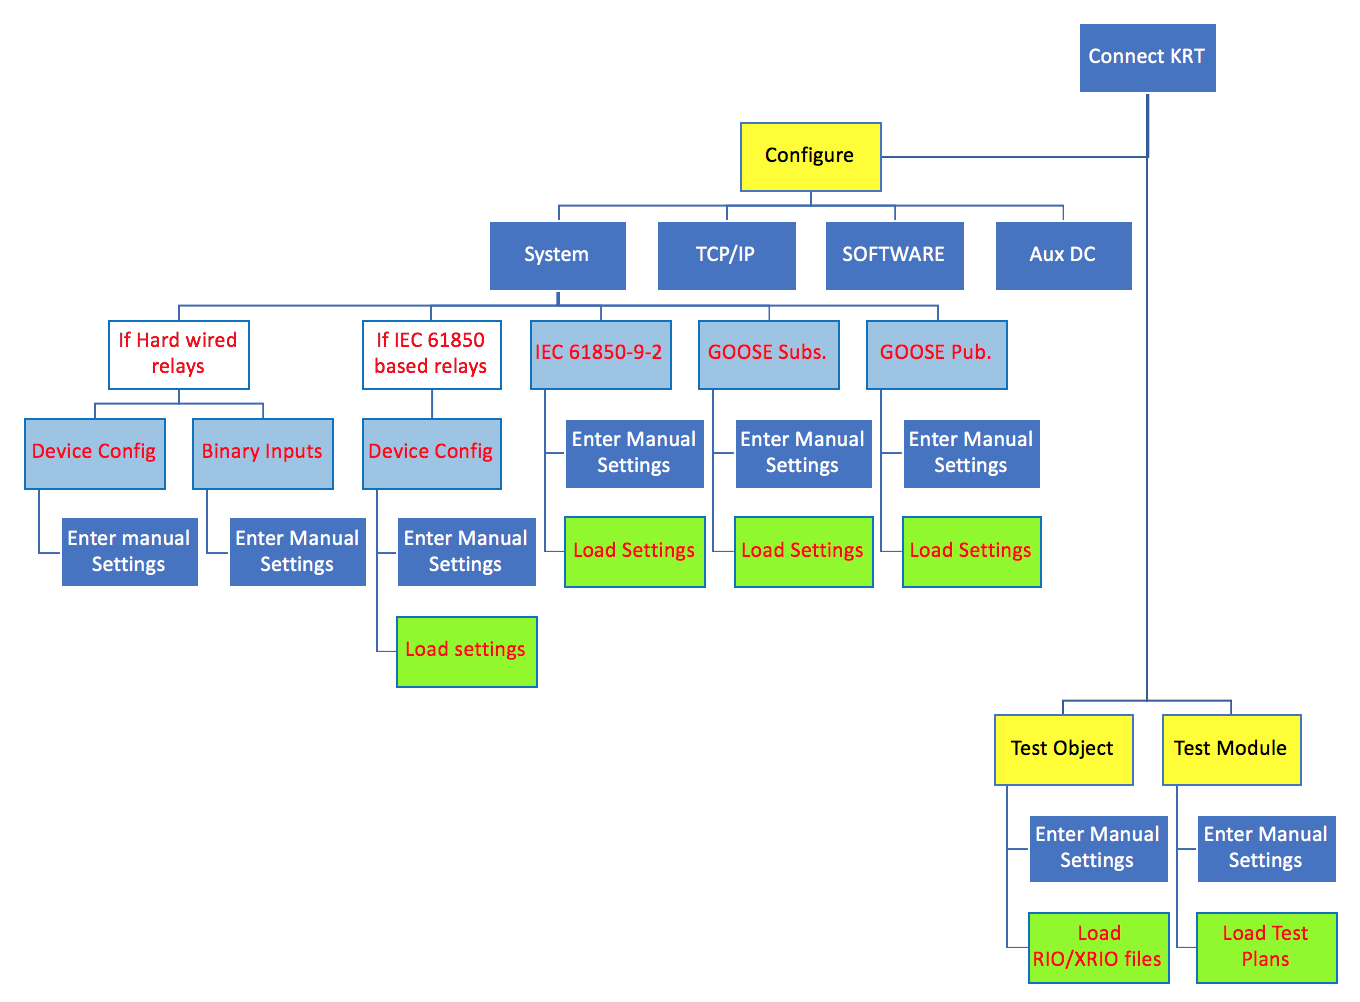 Connect KRT
Configure
System
TCP/IP
SOFTWARE
Aux DC
If Hard wired
relays
If IEC 61850
based relays
IEC 61850-9-2
GOOSE Subs.
GOOSE Pub.
Device Config
Binary Inputs
Device Config
Enter Manual
Settings
Enter Manual
Settings
Enter Manual
Settings
Enter manual
Settings
Enter Manual
Settings
Enter Manual
Settings
Load Settings
Load Settings
Load Settings
Load settings
Test Object
Test Module
Enter Manual
Settings
Enter Manual
Settings
Load
RIO/XRIO files
Load Test
Plans